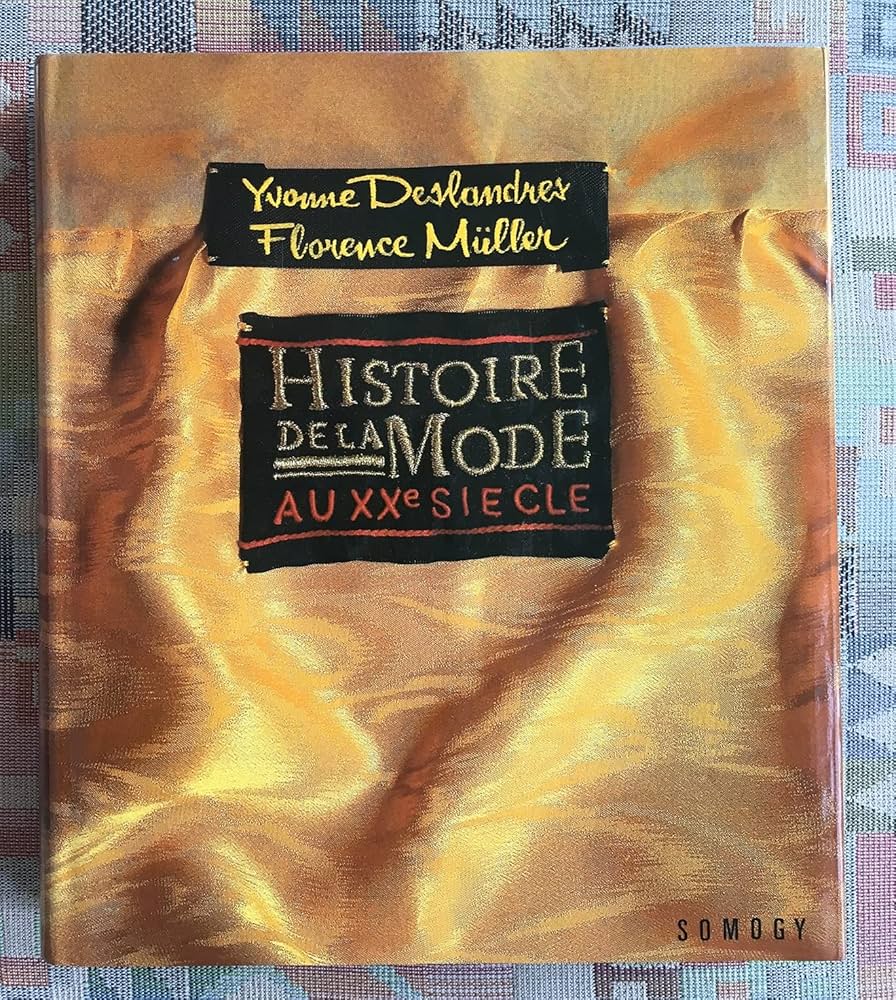 Yvonne Deslandres
Florence Müller
HISTOIRE
DE LA MODE
AU XXe SIECLE
SOMOGY